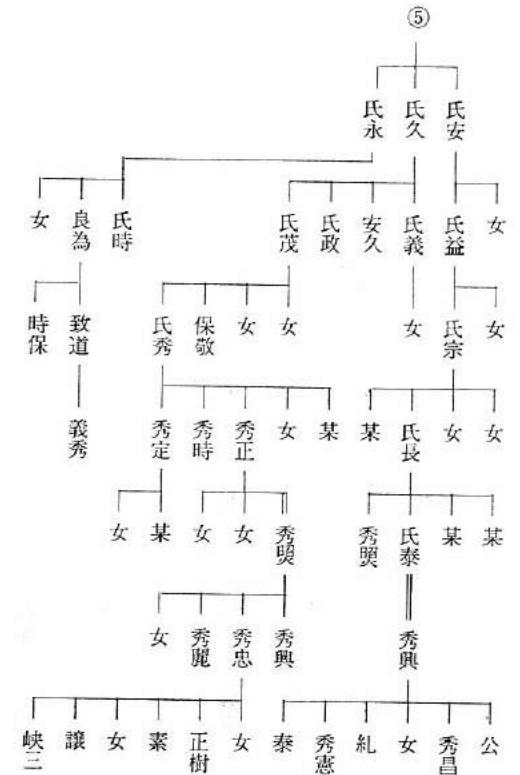 ⑤
氏安 氏久 氏永
女 氏益 氏義 安久 氏政 氏茂 氏時 良為 女
女 氏宗 女 女 女 保敬 氏秀 致道 時保
女 女 氏長 某 某 女 秀正 秀時 秀定 義秀
某 某 氏泰 秀煚 秀煚 女 女 某 女
秀興 秀興 秀忠 秀麗 女
公 秀昌 女 糺 秀憲 泰 女 正樹 素 女 譲 峡三